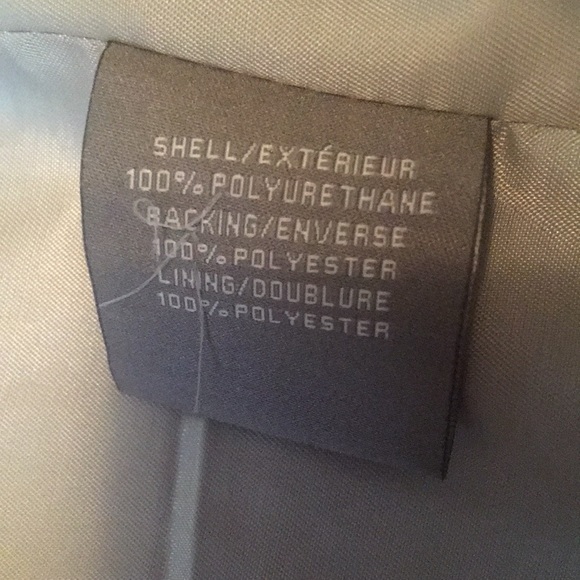 SHELL/EXTÉRIEUR
100% POLYURETHANE
BACKING/ENVERSE
100% POLYESTER
LINING/DOUBLURE
100% POLYESTER